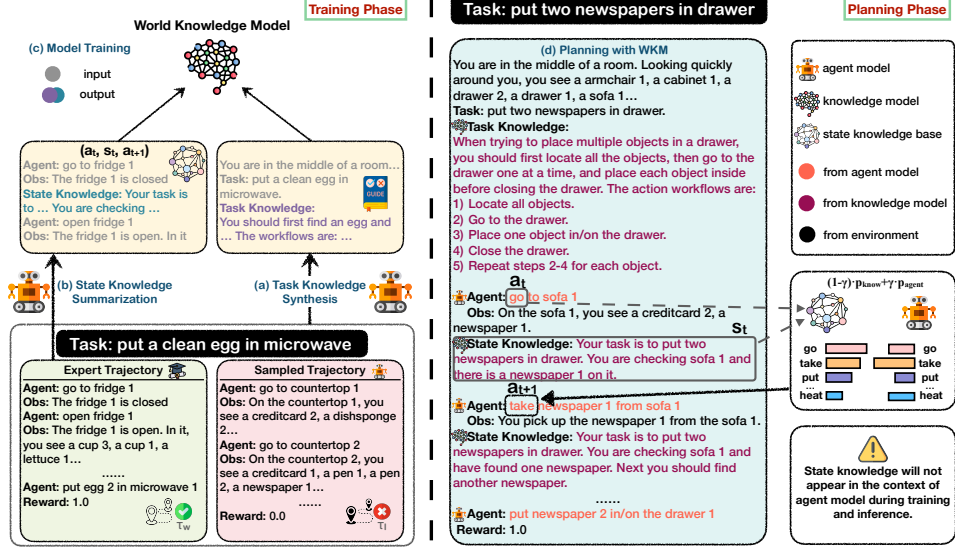 Training Phase
World Knowledge Model
(c) Model Training
input
output
(at, st, at+1)
Agent: go to fridge 1
Obs: The fridge 1 is closed
State Knowledge: Your task is
to … You are checking …
Agent: open fridge 1
Obs: The fridge 1 is open. In it
You are in the middle of a room…
Task: put a clean egg in
microwave.
Task Knowledge:
You should first find an egg and
… The workflows are: …
GUIDE
(b) State Knowledge
Summarization
(a) Task Knowledge
Synthesis
Task: put a clean egg in microwave
Expert Trajectory
Agent: go to fridge 1
Obs: The fridge 1 is closed
Agent: open fridge 1
Obs: The fridge 1 is open. In it,
you see a cup 3, a cup 1, a
lettuce 1…
……
Agent: put egg 2 in microwave 1
Reward: 1.0
τw
Sampled Trajectory
Agent: go to countertop 1
Obs: On the countertop 1, you
see a creditcard 2, a dishsponge
2…
Agent: go to countertop 2
Obs: On the countertop 2, you
see a creditcard 1, a pen 1, a pen
2, a newspaper 1…
……
Reward: 0.0
τl
Task: put two newspapers in drawer
Planning Phase
(d) Planning with WKM
You are in the middle of a room. Looking quickly
around you, you see a armchair 1, a cabinet 1, a
drawer 2, a drawer 1, a sofa 1…
Task: put two newspapers in drawer.
Task Knowledge:
When trying to place multiple objects in a drawer,
you should first locate all the objects, then go to the
drawer one at a time, and place each object inside
before closing the drawer. The action workflows are:
1) Locate all objects.
2) Go to the drawer.
3) Place one object in/on the drawer.
4) Close the drawer.
5) Repeat steps 2-4 for each object.
at
Agent: go to sofa 1
Obs: On the sofa 1, you see a creditcard 2, a
newspaper 1.
st
State Knowledge: Your task is to put two
newspapers in drawer. You are checking sofa 1 and
there is a newspaper 1 on it.
at+1
Agent: take newspaper 1 from sofa 1
Obs: You pick up the newspaper 1 from the sofa 1.
State Knowledge: Your task is to put two
newspapers in drawer. You are checking sofa 1 and
have found one newspaper. Next you should find
another newspaper.
……
Agent: put newspaper 2 in/on the drawer 1
Reward: 1.0
agent model
knowledge model
state knowledge base
from agent model
from knowledge model
from environment
(1-γ)·pknow+γ·pagent
go go
take take
put put
... ...
heat heat
State knowledge will not
appear in the context of
agent model during training
and inference.